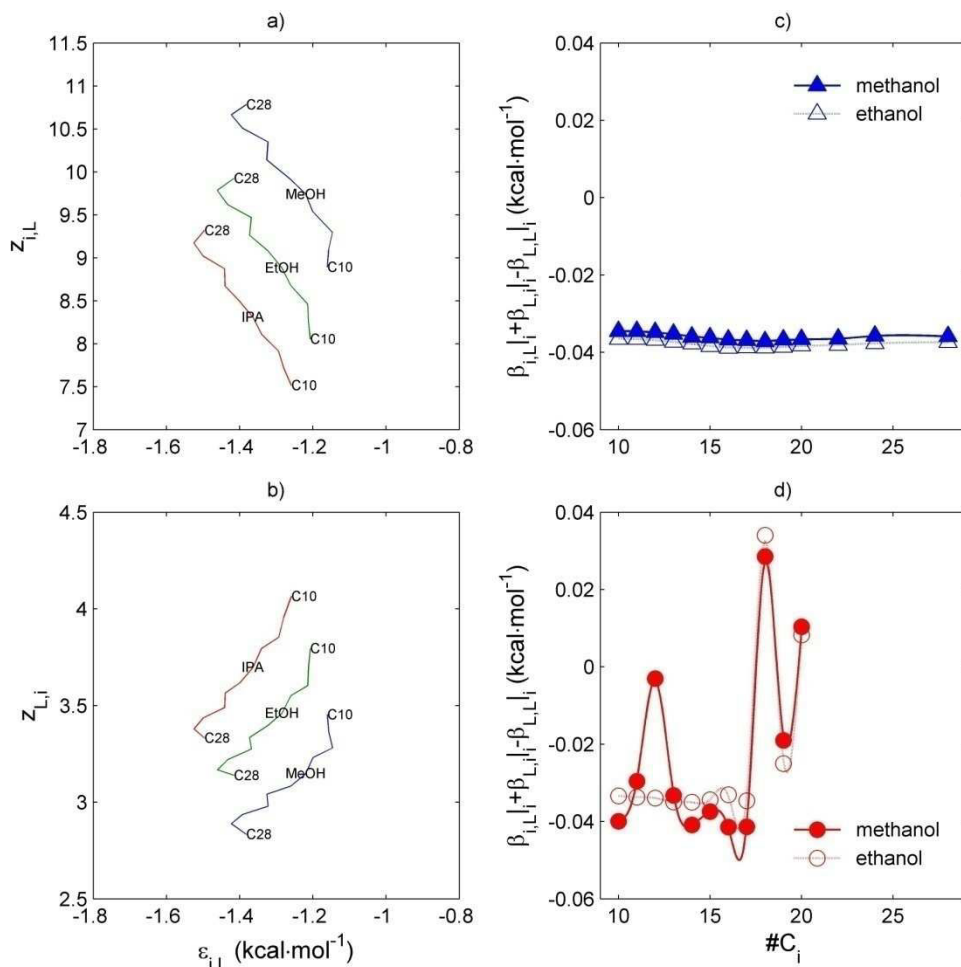 a)
11.5
11
10.5
10
9.5
9
8.5
8
7.5
7
z_{i,L}
C28
MeOH
C10
C28
EtOH
C10
C28
IPA
C10
-1.8 -1.6 -1.4 -1.2 -1 -0.8
c)
0.04
0.02
0
-0.02
-0.04
-0.06
β_{i,L}|_i+β_{L,i}|_i-β_{L,L}|_i (kcal·mol⁻¹)
methanol
ethanol
10 15 20 25
b)
4.5
4
3.5
3
2.5
z_{L,i}
C10
IPA
C28
C10
EtOH
C28
C10
MeOH
C28
-1.8 -1.6 -1.4 -1.2 -1 -0.8
ε_{i,L} (kcal·mol⁻¹)
d)
0.04
0.02
0
-0.02
-0.04
-0.06
β_{i,L}|_i+β_{L,i}|_i-β_{L,L}|_i (kcal·mol⁻¹)
methanol
ethanol
10 15 20 25
#C_i